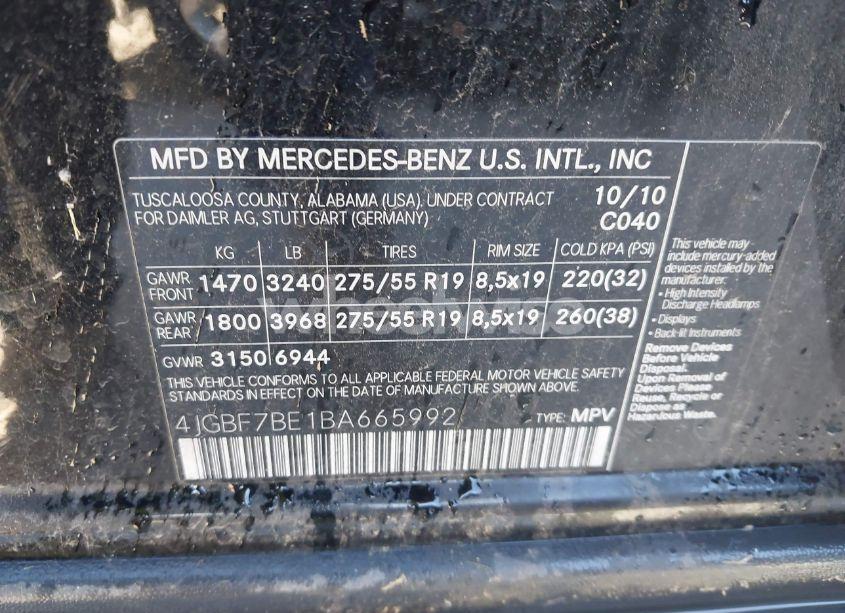 MFD BY MERCEDES-BENZ U.S. INTL., INC
TUSCALOOSA COUNTY, ALABAMA (USA). UNDER CONTRACT 10/10
FOR DAIMLER AG, STUTTGART (GERMANY) C040
KG LB TIRES RIM SIZE COLD KPA (PSI)
GAWR FRONT 1470 3240 275/55 R19 8,5x19 220(32)
GAWR REAR 1800 3968 275/55 R19 8,5x19 260(38)
GVWR 3150 6944
THIS VEHICLE CONFORMS TO ALL APPLICABLE FEDERAL MOTOR VEHICLE SAFETY
STANDARDS IN EFFECT ON THE DATE OF MANUFACTURE SHOWN ABOVE.
4JGBF7BE1BA665992 TYPE: MPV
This vehicle may
include mercury-added
devices installed by the
manufacturer:
• High Intensity
Discharge Headlamps
• Displays
• Back-lit Instruments
Remove Devices
Before Vehicle
Disposal.
Upon Removal of
Devices Please
Reuse, Recycle or
Dispose as
Hazardous Waste.